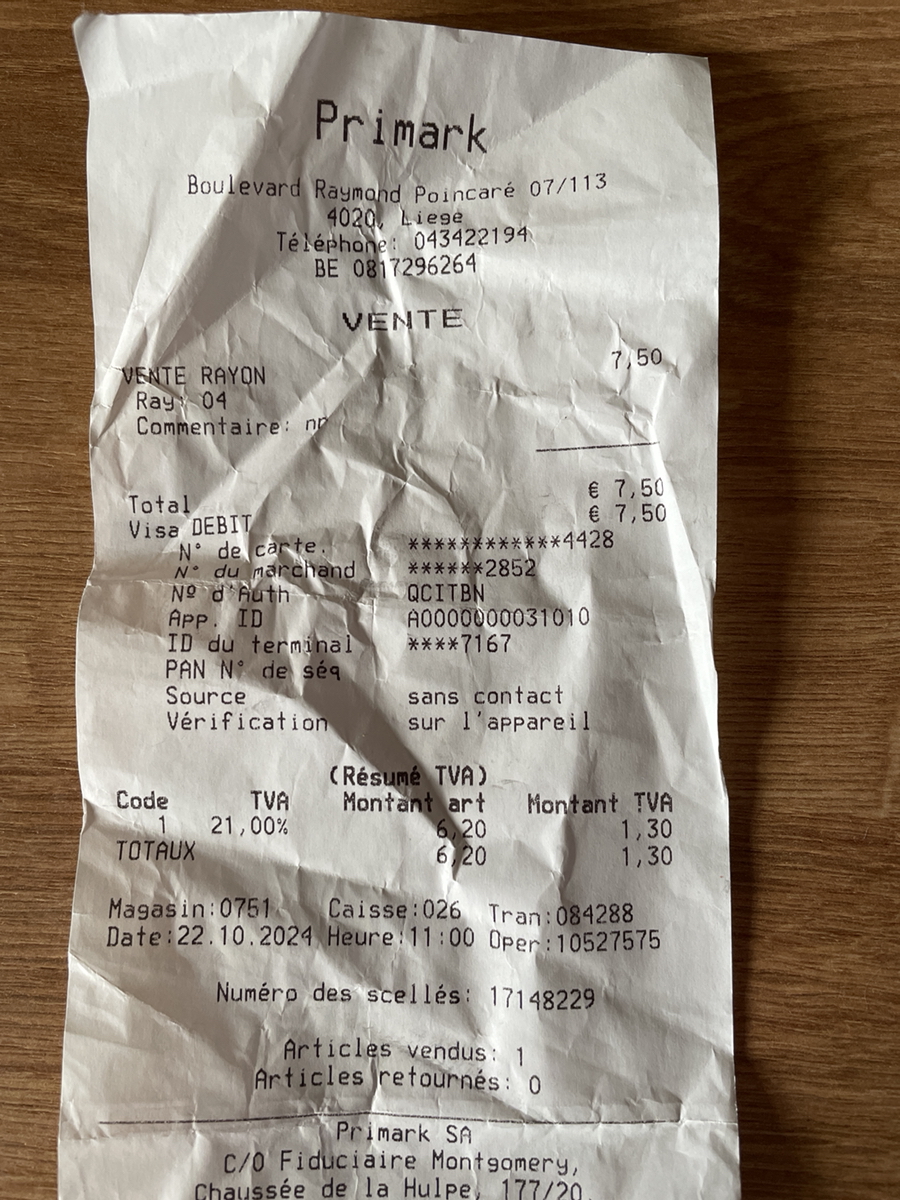 Primark
Boulevard Raymond Poincaré 07/113
4020, Liege
Téléphone: 043422194
BE 0817296264
VENTE
VENTE RAYON 7,50
Ray: 04
Commentaire: nr
Total € 7,50
Visa DEBIT € 7,50
N° de carte. ************4428
N° du marchand ******2852
Nº d'Auth QCITBN
App. ID A0000000031010
ID du terminal ****7167
PAN N° de séq
Source sans contact
Vérification sur l'appareil
(Résumé TVA)
Code TVA Montant art Montant TVA
1 21,00% 6,20 1,30
TOTAUX 6,20 1,30
Magasin:0751 Caisse:026 Tran:084288
Date:22.10.2024 Heure:11:00 Oper:10527575
Numéro des scellés: 17148229
Articles vendus: 1
Articles retournés: 0
Primark SA
C/O Fiduciaire Montgomery,
Chaussée de la Hulpe, 177/20,